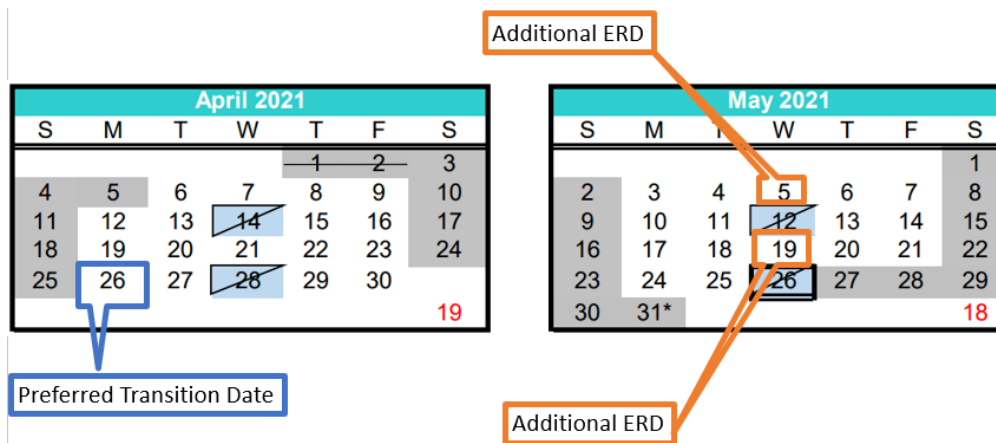 Additional ERD
April 2021
S M T W T F S
1 2 3
4 5 6 7 8 9 10
11 12 13 14 15 16 17
18 19 20 21 22 23 24
25 26 27 28 29 30
19
Preferred Transition Date
May 2021
S M T W T F S
1
2 3 4 5 6 7 8
9 10 11 12 13 14 15
16 17 18 19 20 21 22
23 24 25 26 27 28 29
30 31* 18
Additional ERD